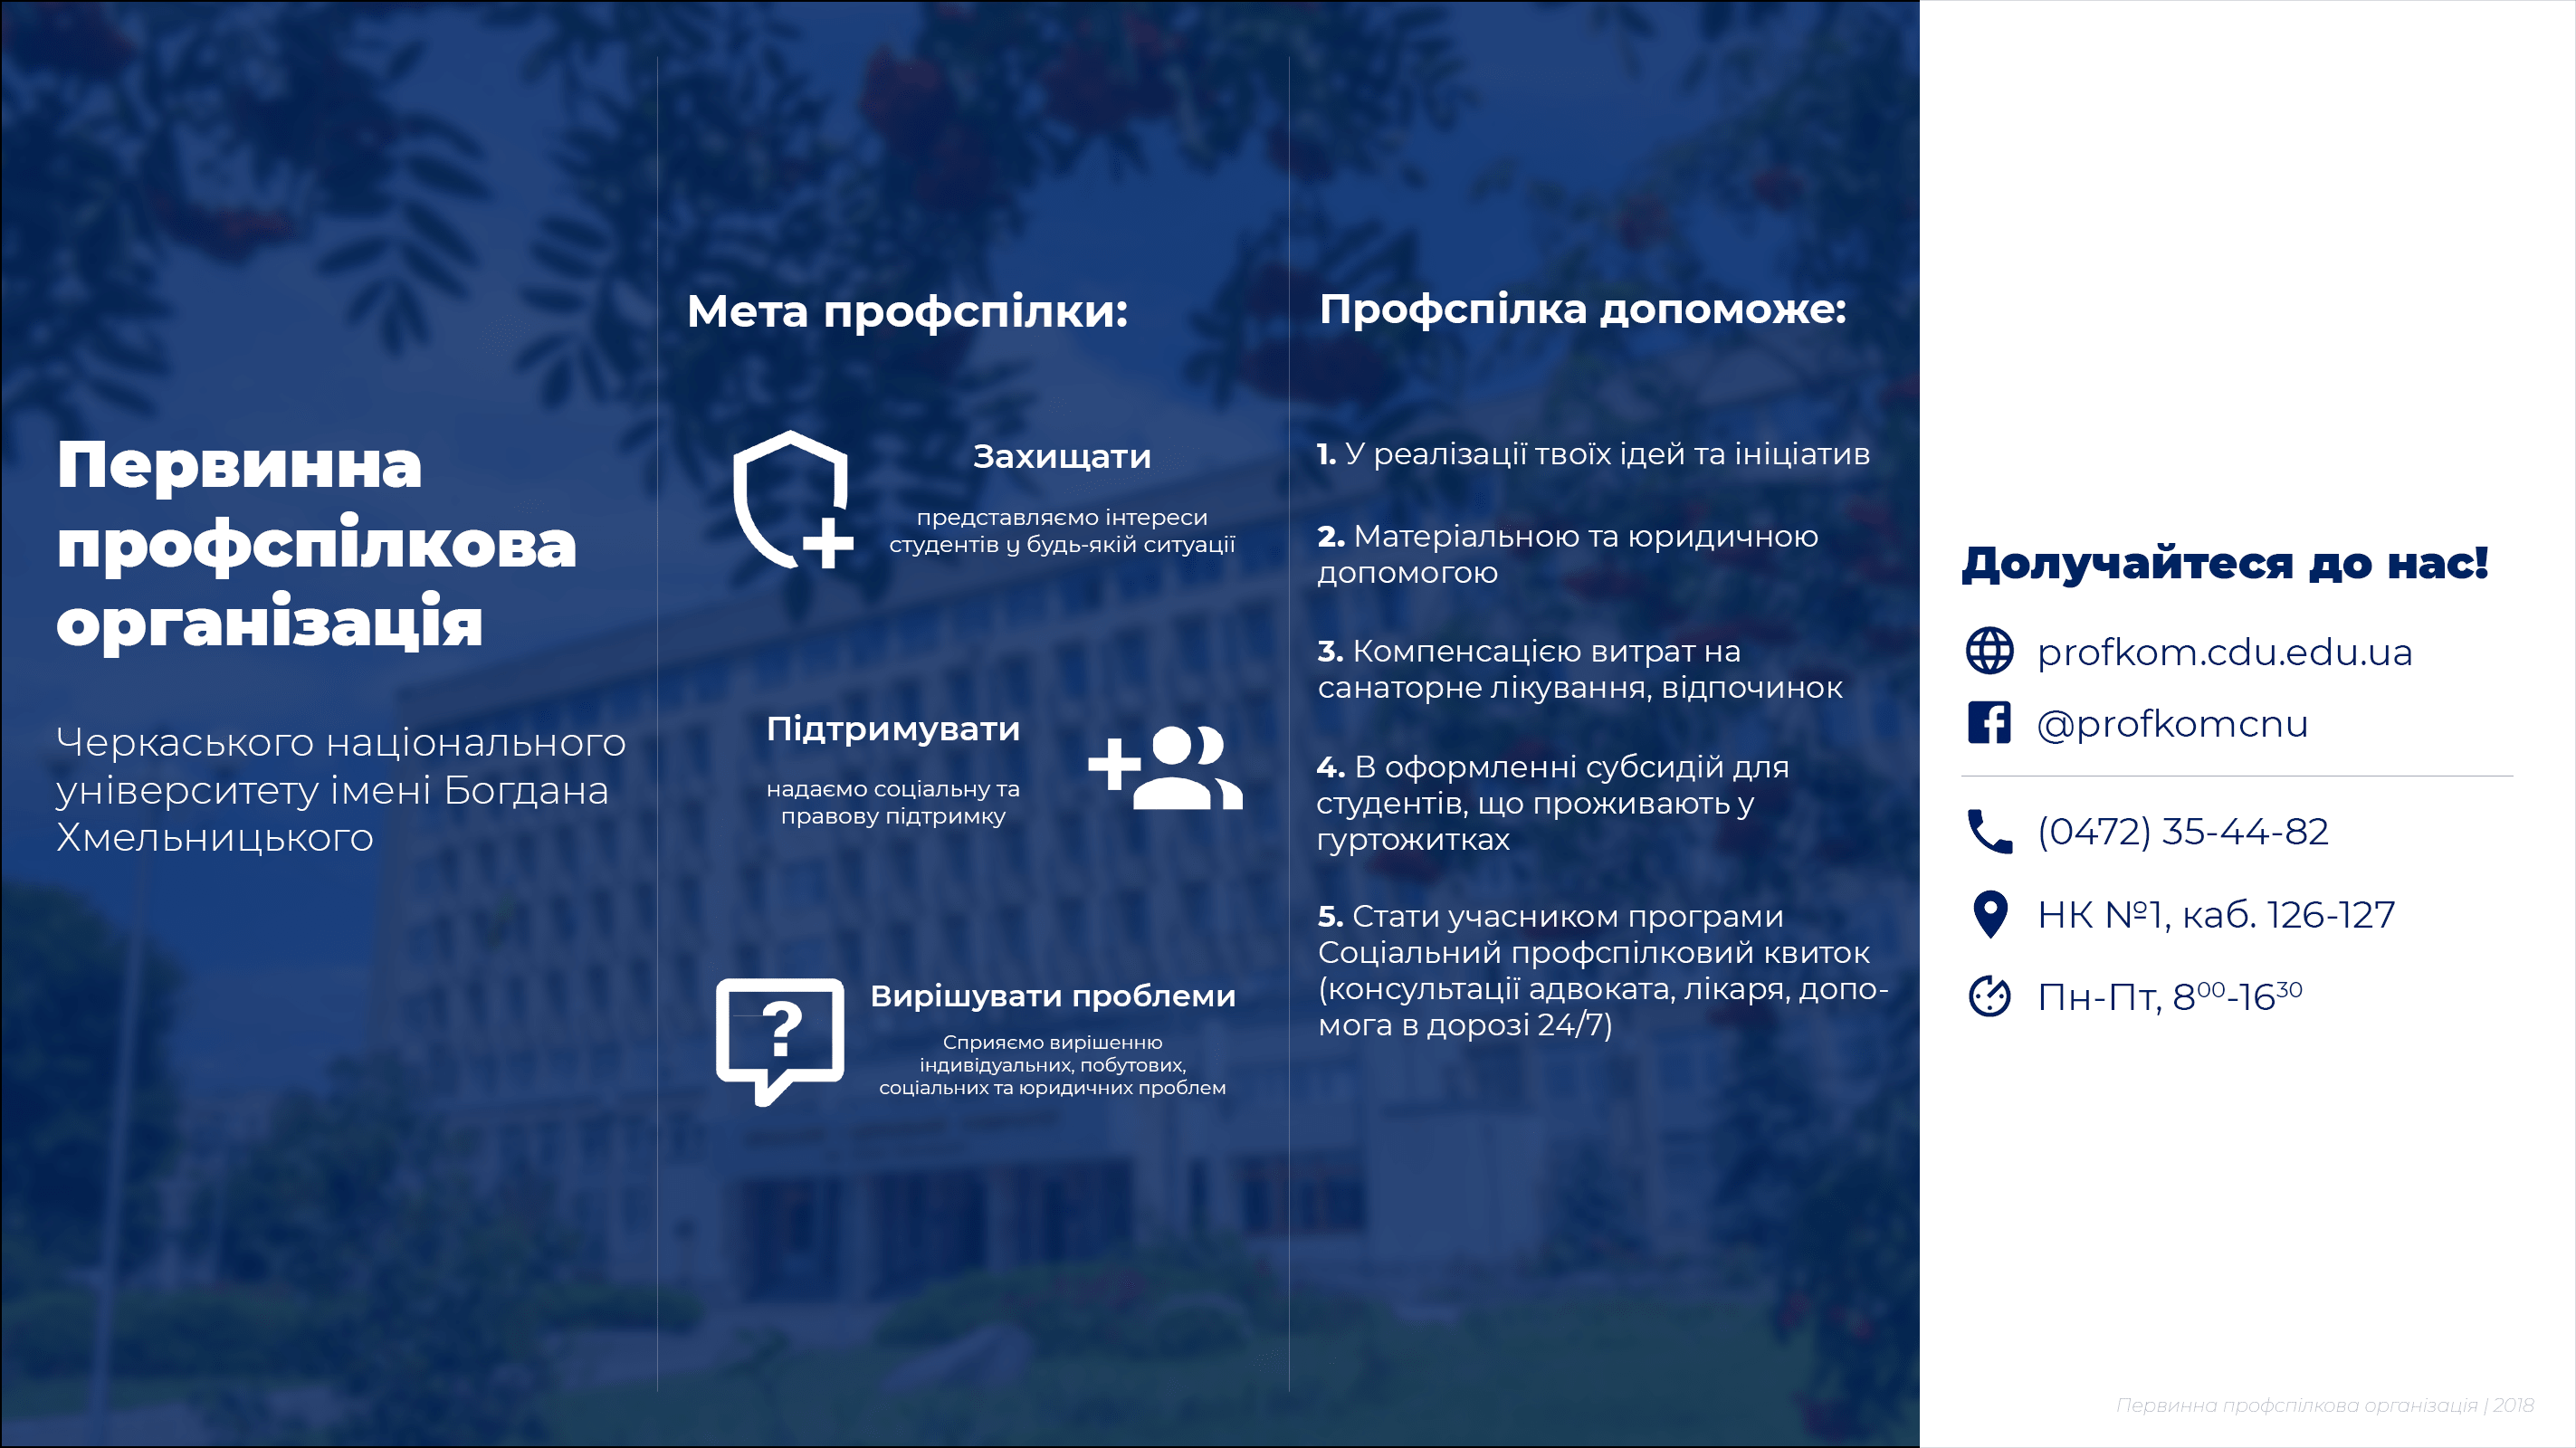 Первинна
профспілкова
організація
Черкаського національного
університету імені Богдана
Хмельницького
Мета профспілки:
Захищати
представляємо інтереси
студентів у будь-якій ситуації
Підтримувати
надаємо соціальну та
правову підтримку
?
Вирішувати проблеми
Сприяємо вирішенню
індивідуальних, побутових,
соціальних та юридичних проблем
Профспілка допоможе:
1. У реалізації твоїх ідей та ініціатив
2. Матеріальною та юридичною
допомогою
3. Компенсацією витрат на
санаторне лікування, відпочинок
4. В оформленні субсидій для
студентів, що проживають у
гуртожитках
5. Стати учасником програми
Соціальний профспілковий квиток
(консультації адвоката, лікаря, допо-
мога в дорозі 24/7)
Долучайтеся до нас!
profkom.cdu.edu.ua
@profkomcnu
(0472) 35-44-82
НК №1, каб. 126-127
Пн-Пт, 8⁰⁰-16³⁰
Первинна профспілкова організація | 2018